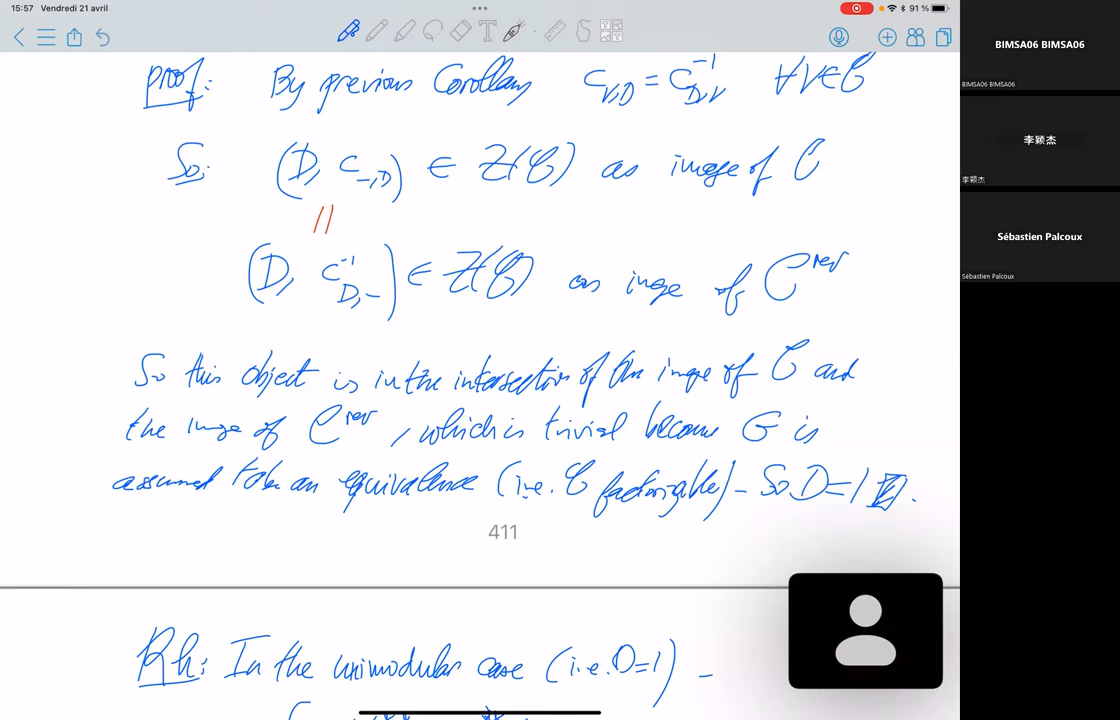 15:57 Vendredi 21 avril
91 %
Proof: By previous Corollary C_{V,D} = C_{D,V}^{-1} ∀V∈𝒞
So: (D, C_{-,D}) ∈ Z(𝒞) as image of 𝒞
||
(D, C_{D,-}^{-1}) ∈ Z(𝒞) as image of 𝒞^{rev}
So this object is in the intersection of the image of 𝒞 and
the image of 𝒞^{rev}, which is trivial because G is
assumed to be an equivalence (i.e. 𝒞 factorizable) - So D=1
411
Rk: In the unimodular case (i.e. D=1) -
BIMSA06 BIMSA06
BIMSA06 BIMSA06
李颖杰
李颖杰
Sébastien Palcoux
Sébastien Palcoux